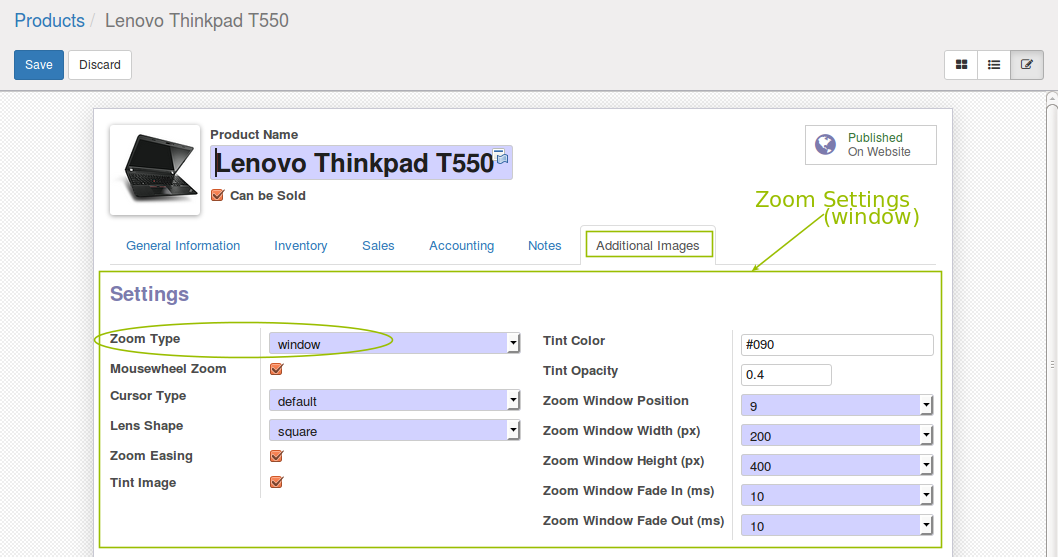 Products / Lenovo Thinkpad T550
Save Discard
Product Name
Lenovo Thinkpad T550
Can be Sold
Published
On Website
Zoom Settings
(window)
General Information Inventory Sales Accounting Notes Additional Images
Settings
Zoom Type window
Mousewheel Zoom
Cursor Type default
Lens Shape square
Zoom Easing
Tint Image
Tint Color #090
Tint Opacity 0.4
Zoom Window Position 9
Zoom Window Width (px) 200
Zoom Window Height (px) 400
Zoom Window Fade In (ms) 10
Zoom Window Fade Out (ms) 10